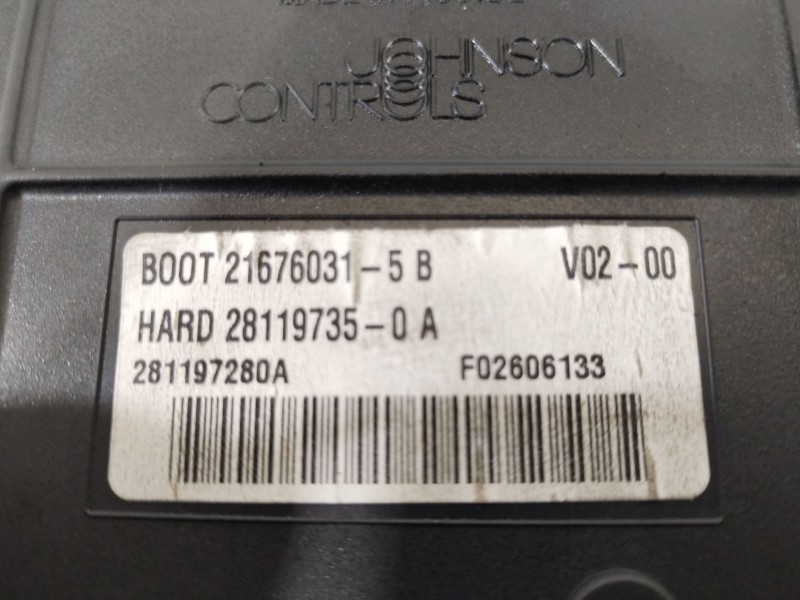 JOHNSON
CONTROLS
BOOT 21676031-5 B V02-00
HARD 28119735-0 A
281197280A F02606133